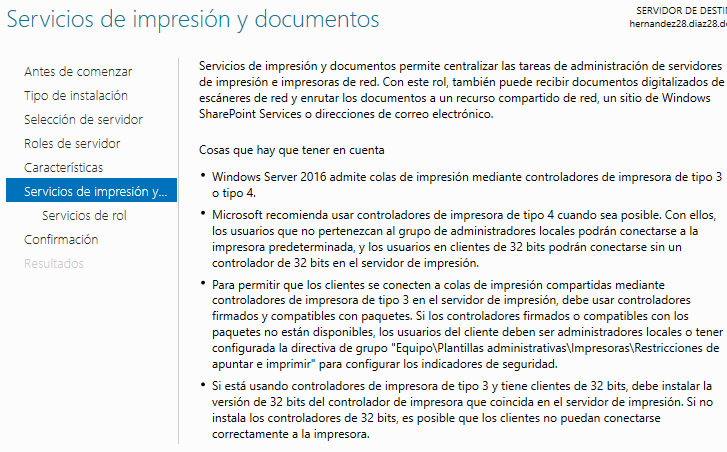 Servicios de impresión y documentos
SERVIDOR DE DESTI
hernandez28.diaz28.de
Antes de comenzar
Tipo de instalación
Selección de servidor
Roles de servidor
Características
Servicios de impresión y...
Servicios de rol
Confirmación
Resultados
Servicios de impresión y documentos permite centralizar las tareas de administración de servidores
de impresión e impresoras de red. Con este rol, también puede recibir documentos digitalizados de
escáneres de red y enrutar los documentos a un recurso compartido de red, un sitio de Windows
SharePoint Services o direcciones de correo electrónico.
Cosas que hay que tener en cuenta
• Windows Server 2016 admite colas de impresión mediante controladores de impresora de tipo 3
o tipo 4.
• Microsoft recomienda usar controladores de impresora de tipo 4 cuando sea posible. Con ellos,
los usuarios que no pertenezcan al grupo de administradores locales podrán conectarse a la
impresora predeterminada, y los usuarios en clientes de 32 bits podrán conectarse sin un
controlador de 32 bits en el servidor de impresión.
• Para permitir que los clientes se conecten a colas de impresión compartidas mediante
controladores de impresora de tipo 3 en el servidor de impresión, debe usar controladores
firmados y compatibles con paquetes. Si los controladores firmados o compatibles con los
paquetes no están disponibles, los usuarios del cliente deben ser administradores locales o tener
configurada la directiva de grupo "Equipo\Plantillas administrativas\Impresoras\Restricciones de
apuntar e imprimir" para configurar los indicadores de seguridad.
• Si está usando controladores de impresora de tipo 3 y tiene clientes de 32 bits, debe instalar la
versión de 32 bits del controlador de impresora que coincida en el servidor de impresión. Si no
instala los controladores de 32 bits, es posible que los clientes no puedan conectarse
correctamente a la impresora.